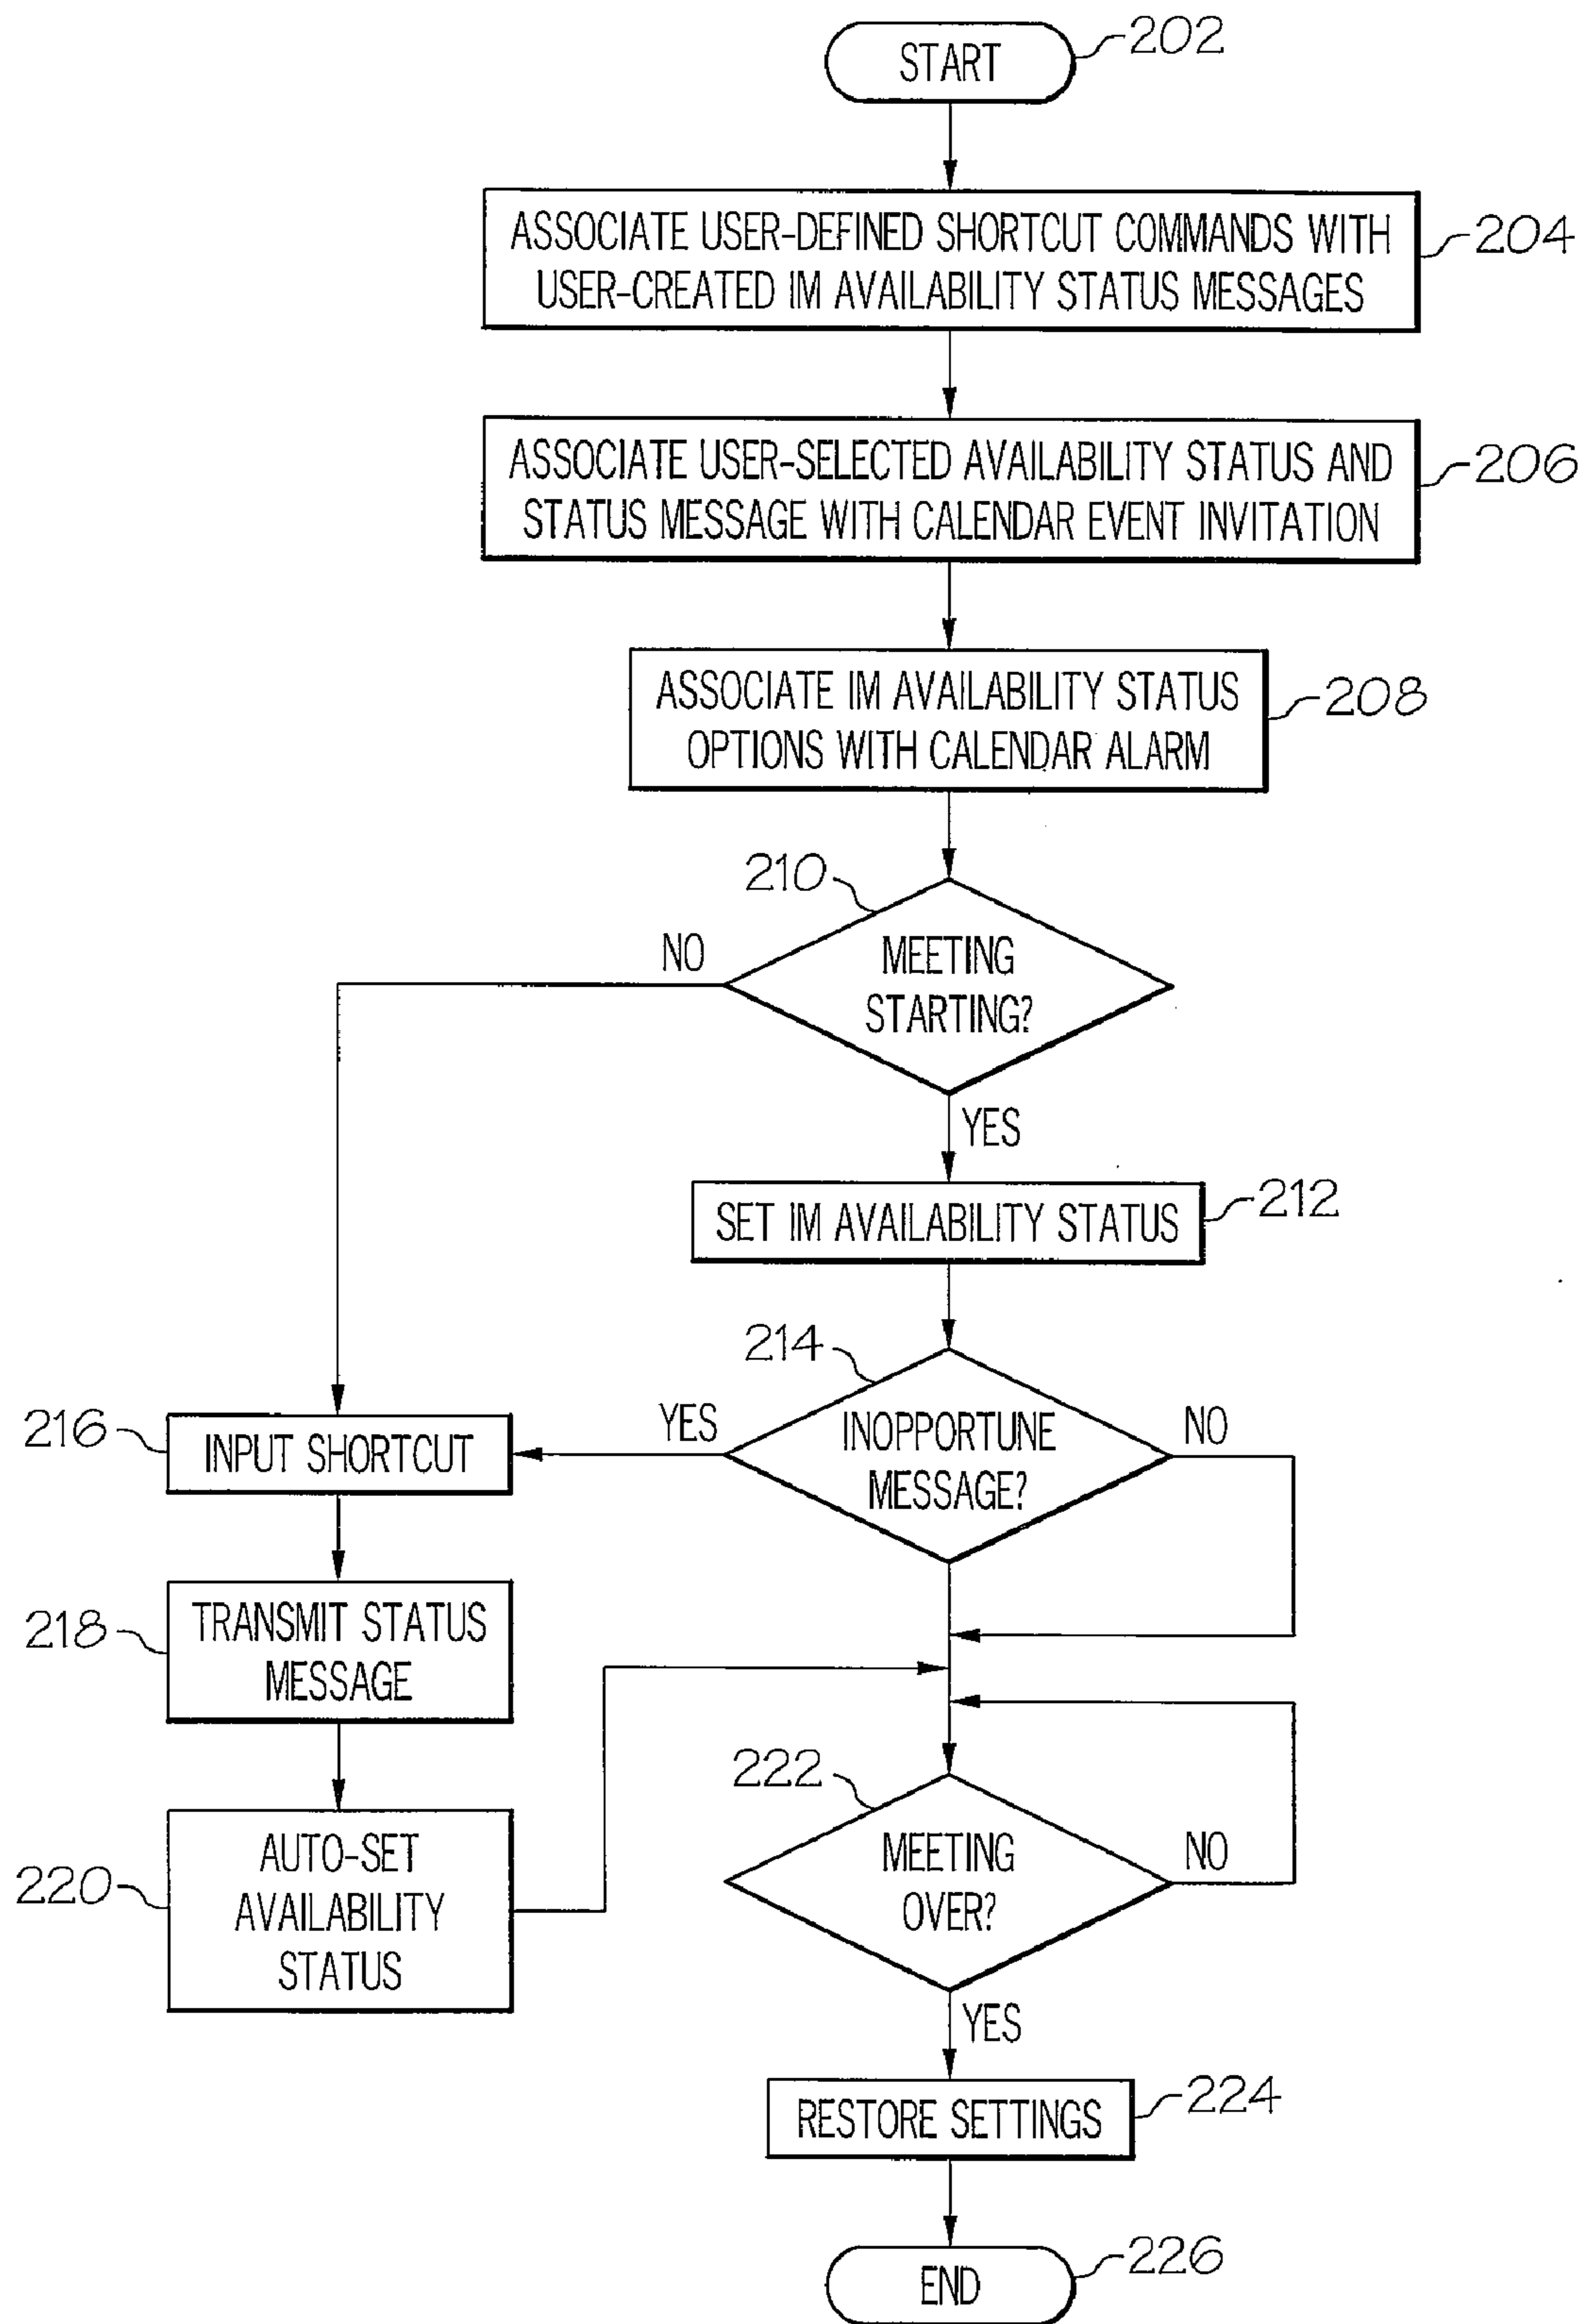 START
202
ASSOCIATE USER-DEFINED SHORTCUT COMMANDS WITH
USER-CREATED IM AVAILABILITY STATUS MESSAGES
204
ASSOCIATE USER-SELECTED AVAILABILITY STATUS AND
STATUS MESSAGE WITH CALENDAR EVENT INVITATION
206
ASSOCIATE IM AVAILABILITY STATUS
OPTIONS WITH CALENDAR ALARM
208
210
NO
MEETING
STARTING?
YES
SET IM AVAILABILITY STATUS
212
214
216
INPUT SHORTCUT
YES
INOPPORTUNE
MESSAGE?
NO
218
TRANSMIT STATUS
MESSAGE
220
AUTO-SET
AVAILABILITY
STATUS
222
MEETING
OVER?
NO
YES
RESTORE SETTINGS
224
END
226